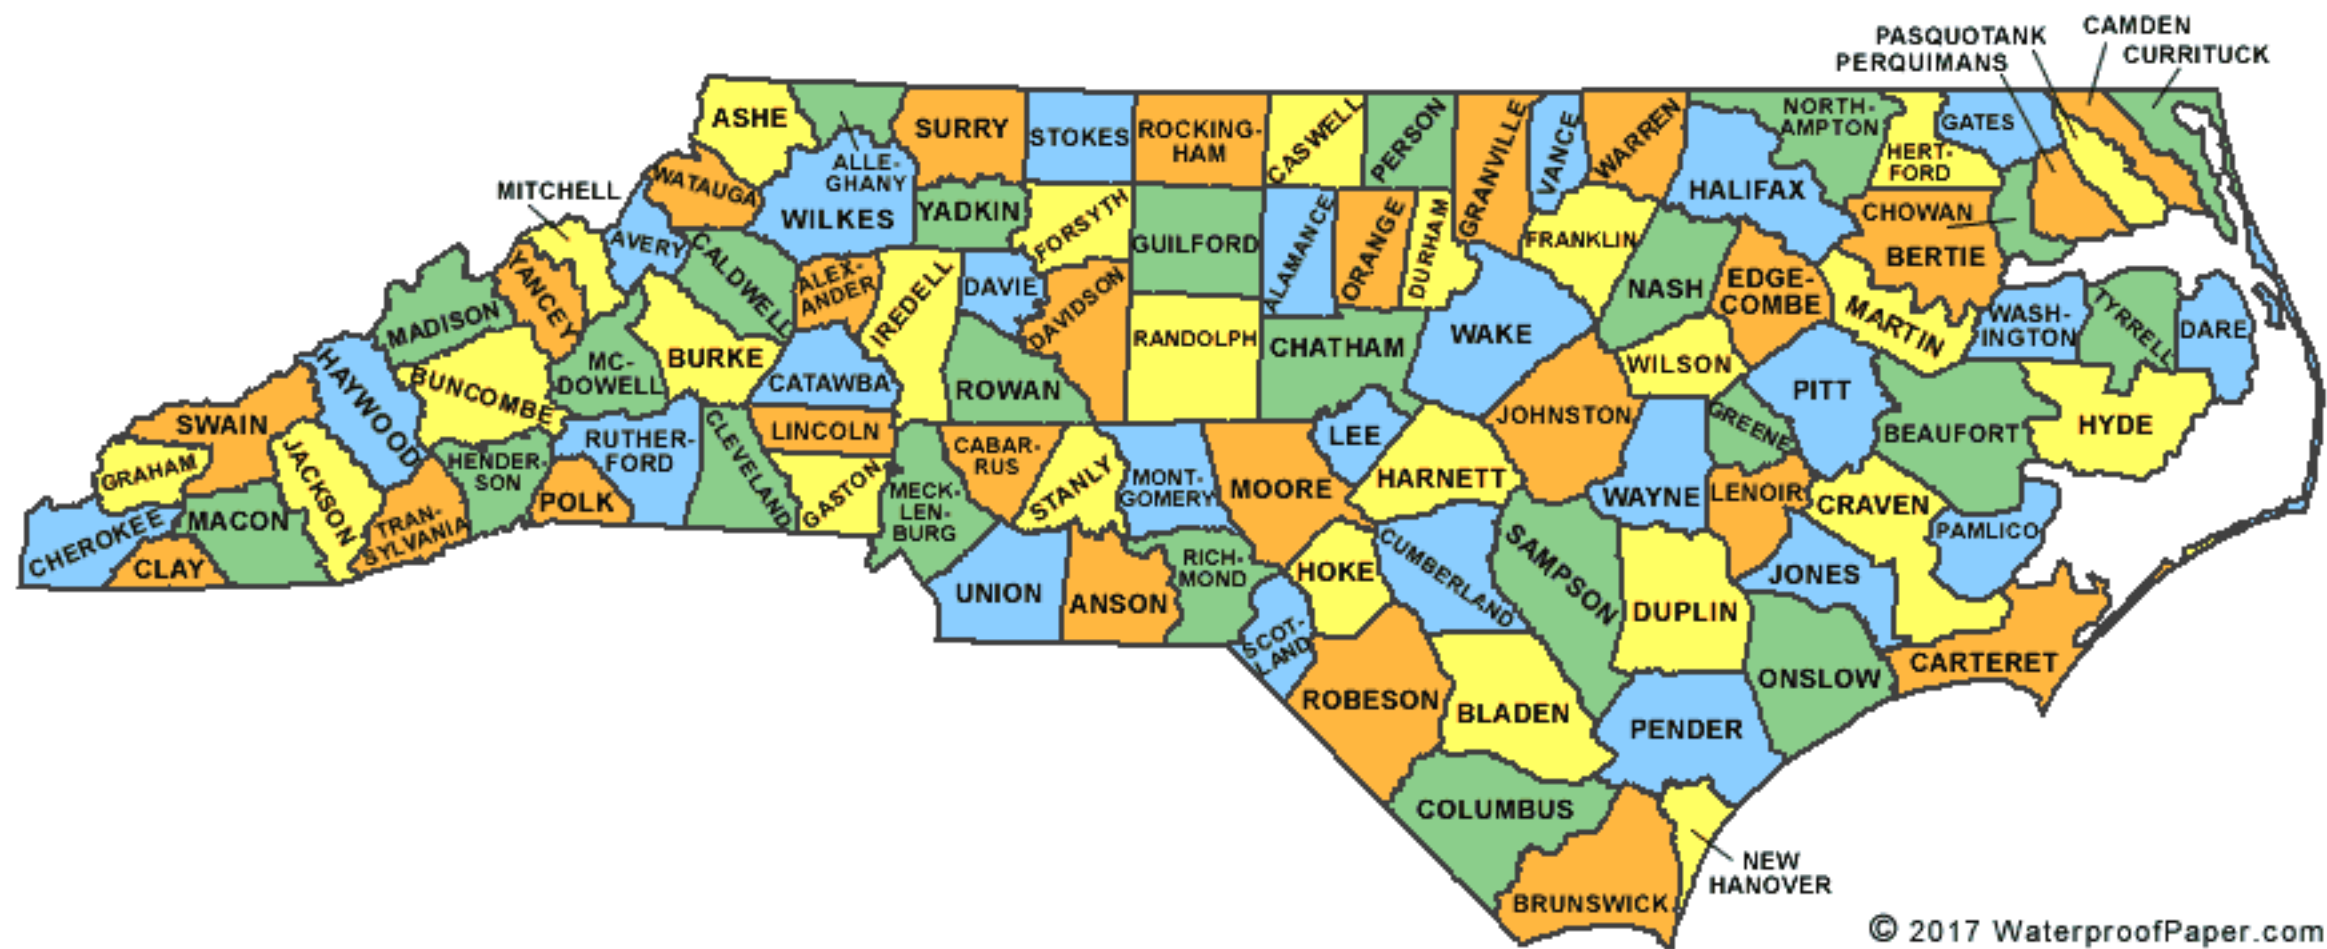 CAMDEN
PASQUOTANK
CURRITUCK
PERQUIMANS
ASHE
ALLE-
GHANY
SURRY
STOKES
ROCKING-
HAM
CASWELL
PERSON
GRANVILLE
VANCE
WARREN
HALIFAX
NORTH-
AMPTON
HERT-
FORD
GATES
MITCHELL
WATAUGA
WILKES
YADKIN
FORSYTH
GUILFORD
ALAMANCE
ORANGE
DURHAM
FRANKLIN
NASH
EDGE-
COMBE
CHOWAN
BERTIE
AVERY
CALDWELL
ALEX-
ANDER
IREDELL
DAVIE
DAVIDSON
RANDOLPH
CHATHAM
WAKE
WILSON
MARTIN
WASH-
INGTON
TYRRELL
DARE
YANCEY
MADISON
HAYWOOD
BUNCOMBE
MC-
DOWELL
BURKE
CATAWBA
ROWAN
JOHNSTON
GREENE
PITT
BEAUFORT
HYDE
SWAIN
GRAHAM
JACKSON
HENDER-
SON
RUTHER-
FORD
CLEVELAND
LINCOLN
GASTON
CABAR-
RUS
STANLY
MONT-
GOMERY
MOORE
LEE
HARNETT
WAYNE
LENOIR
CRAVEN
PAMLICO
CHEROKEE
CLAY
MACON
TRAN-
SYLVANIA
POLK
MECK-
LEN-
BURG
UNION
ANSON
RICH-
MOND
SCOT-
LAND
HOKE
CUMBERLAND
SAMPSON
DUPLIN
JONES
ONSLOW
CARTERET
ROBESON
BLADEN
PENDER
COLUMBUS
BRUNSWICK
NEW
HANOVER
© 2017 WaterproofPaper.com